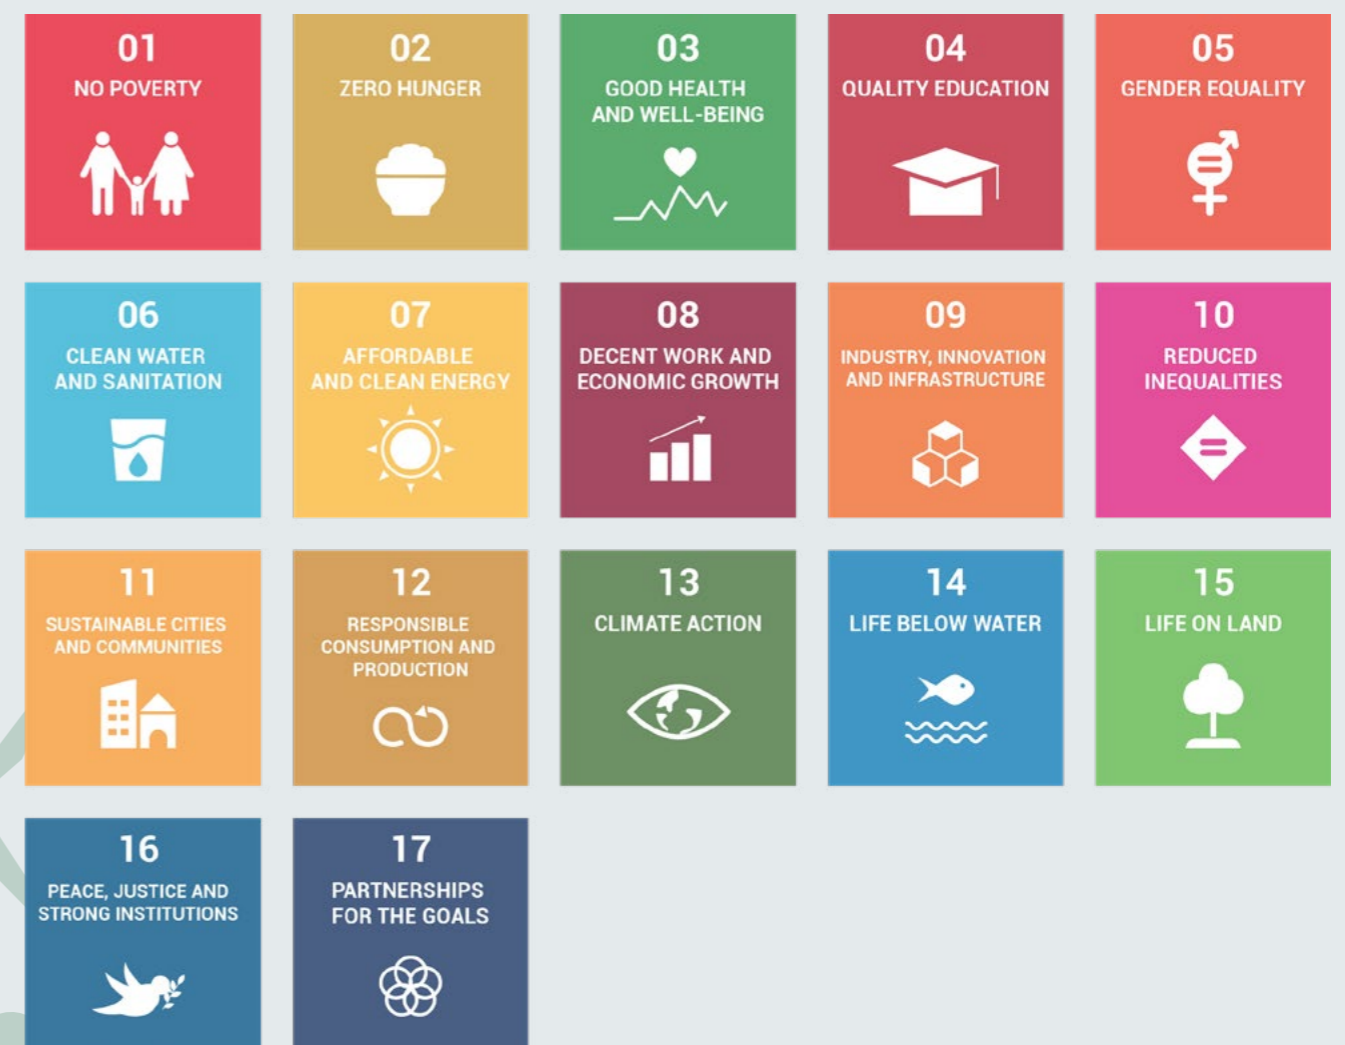 01
NO POVERTY
02
ZERO HUNGER
03
GOOD HEALTH
AND WELL-BEING
04
QUALITY EDUCATION
05
GENDER EQUALITY
06
CLEAN WATER
AND SANITATION
07
AFFORDABLE
AND CLEAN ENERGY
08
DECENT WORK AND
ECONOMIC GROWTH
09
INDUSTRY, INNOVATION
AND INFRASTRUCTURE
10
REDUCED
INEQUALITIES
11
SUSTAINABLE CITIES
AND COMMUNITIES
12
RESPONSIBLE
CONSUMPTION AND
PRODUCTION
13
CLIMATE ACTION
14
LIFE BELOW WATER
15
LIFE ON LAND
16
PEACE, JUSTICE AND
STRONG INSTITUTIONS
17
PARTNERSHIPS
FOR THE GOALS